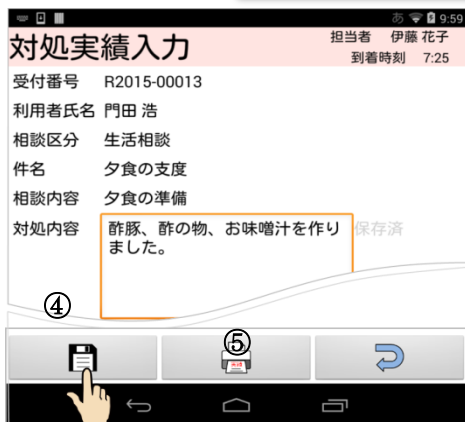 あ 9:59
対処実績入力
担当者 伊藤 花子
到着時刻 7:25
受付番号 R2015-00013
利用者氏名 門田 浩
相談区分 生活相談
件名 夕食の支度
相談内容 夕食の準備
対処内容 酢豚、酢の物、お味噌汁を作り
ました。
保存済
④
⑤